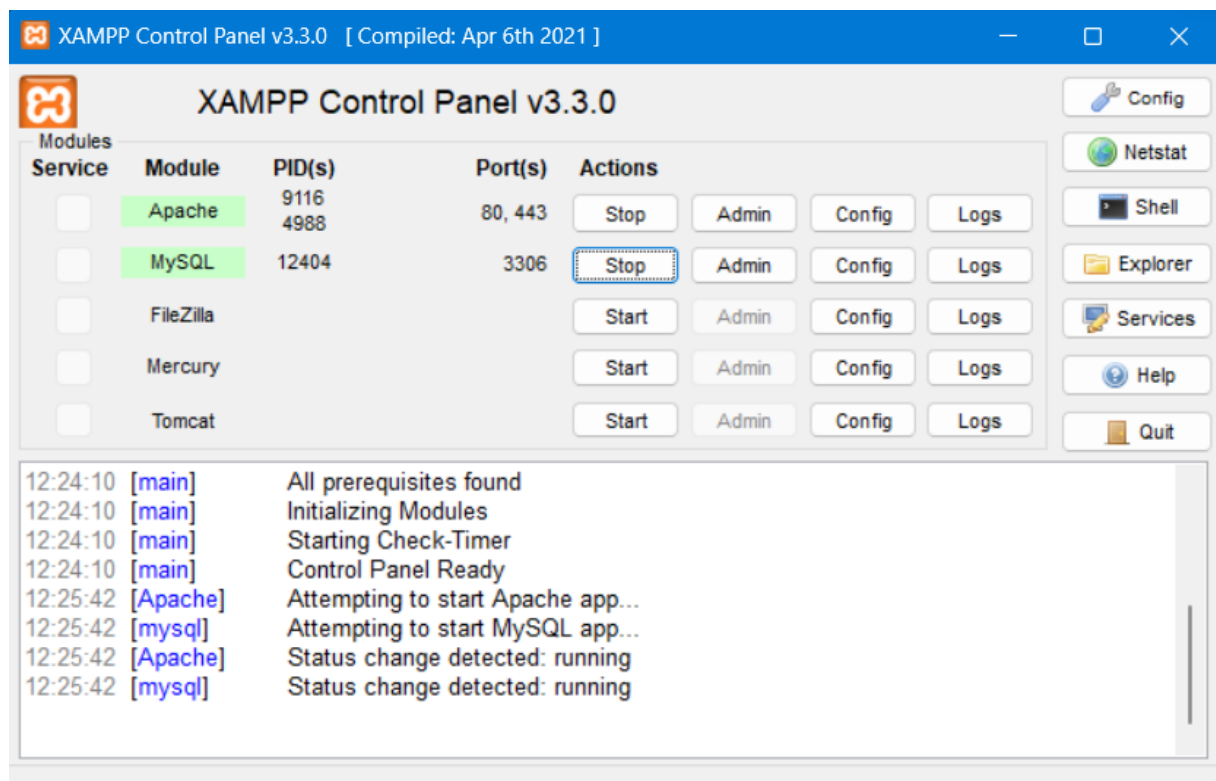 XAMPP Control Panel v3.3.0 [ Compiled: Apr 6th 2021 ]
XAMPP Control Panel v3.3.0
Config
Modules
Netstat
Service Module PID(s) Port(s) Actions
Apache 9116 4988 80, 443 Stop Admin Config Logs
Shell
MySQL 12404 3306 Stop Admin Config Logs
Explorer
FileZilla Start Admin Config Logs
Services
Mercury Start Admin Config Logs
Help
Tomcat Start Admin Config Logs
Quit
12:24:10 [main] All prerequisites found
12:24:10 [main] Initializing Modules
12:24:10 [main] Starting Check-Timer
12:24:10 [main] Control Panel Ready
12:25:42 [Apache] Attempting to start Apache app...
12:25:42 [mysql] Attempting to start MySQL app...
12:25:42 [Apache] Status change detected: running
12:25:42 [mysql] Status change detected: running